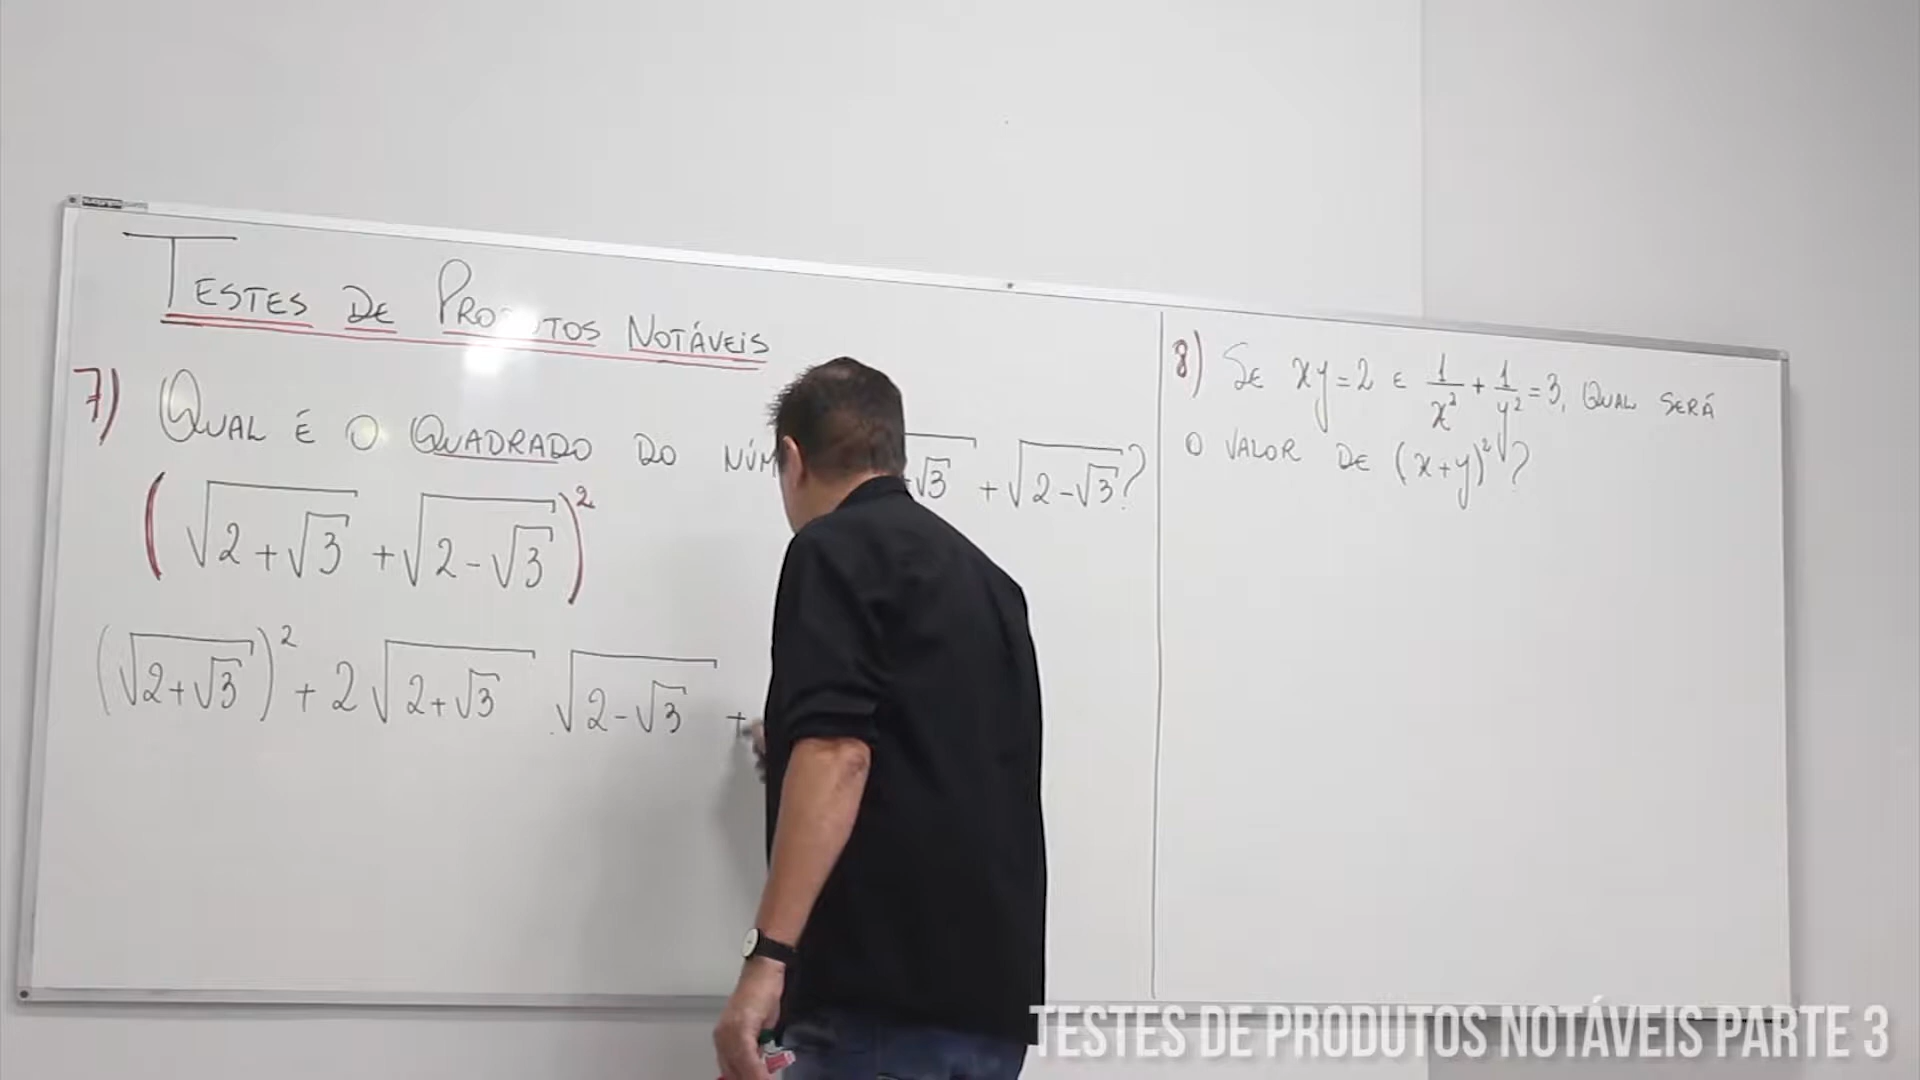 TESTES DE PRODUTOS NOTÁVEIS
7) QUAL É O QUADRADO DO √3 + √(2-√3)?
(√(2+√3) + √(2-√3))²
(√(2+√3))² + 2√(2+√3) . √(2-√3) +
8) SE xy=2 E 1/x² + 1/y² = 3, QUAL SERÁ
O VALOR DE (x+y)²?
TESTES DE PRODUTOS NOTÁVEIS PARTE 3